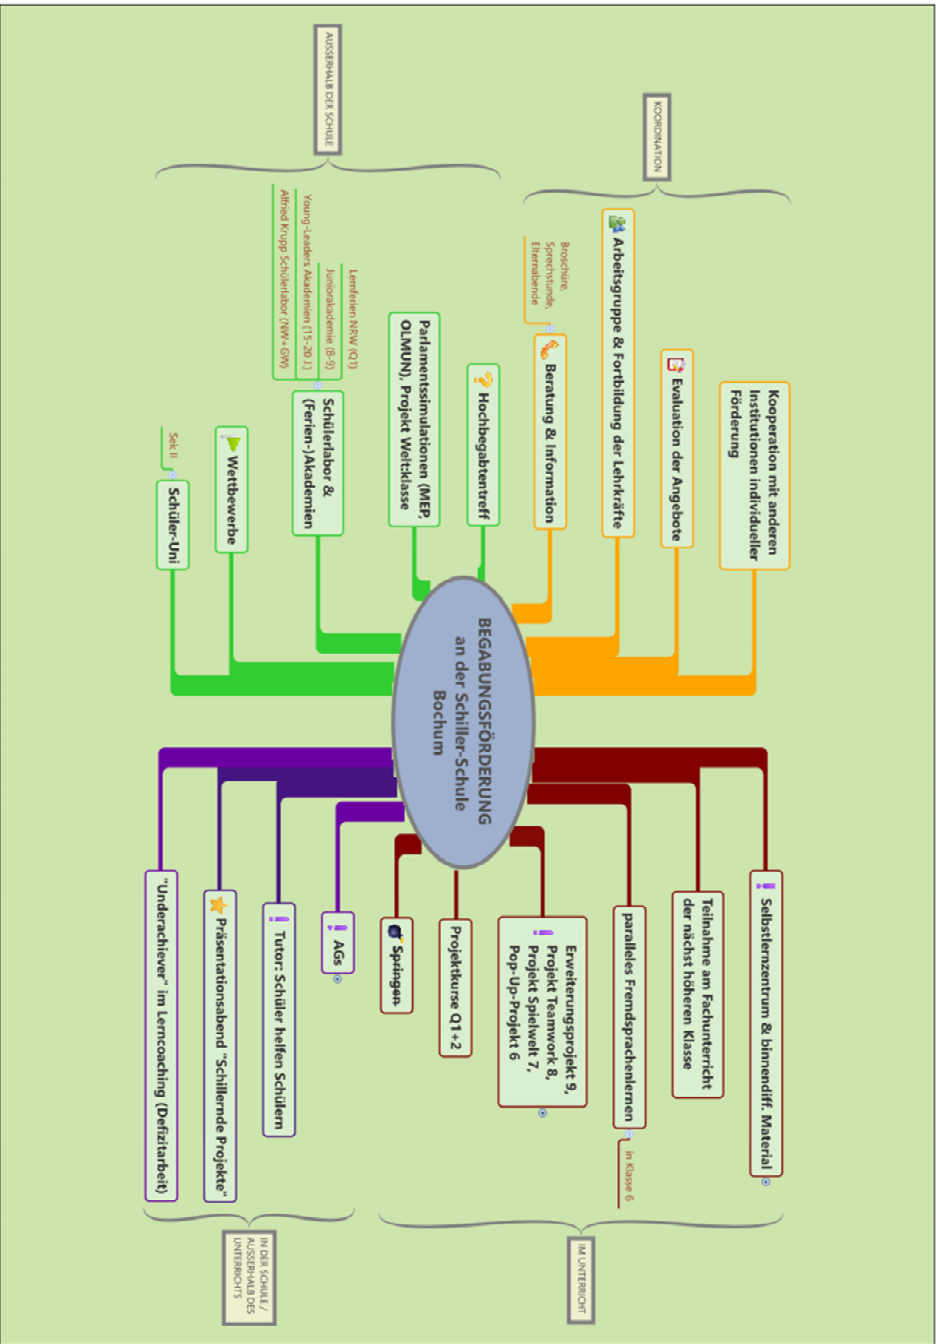 BEGABUNGSFÖRDERUNG
an der Schiller-Schule
Bochum
KOORDINATION
Kooperation mit anderen
Institutionen individueller
Förderung
Evaluation der Angebote
Arbeitsgruppe & Fortbildung der Lehrkräfte
Beratung & Information
Broschüre,
Sprechstunde,
Elternabende
AUSSERHALB DER SCHULE
Hochbegabtentreff
Parlamentssimulationen (MEP,
OLMUN), Projekt Welt:klasse
Schülerlabor &
(Ferien-)Akademien
Lernferien NRW (Q1)
Juniorakademie (8-9)
Young-Leaders Akademien (15-20 J.)
Alfried Krupp Schülerlabor (NW+GW)
Wettbewerbe
Schüler-Uni
Sek II
IM UNTERRICHT
Selbstlernzentrum & binnendiff. Material
Teilnahme am Fachunterricht
der nächst höheren Klasse
paralleles Fremdsprachenlernen
in Klasse 6
Erweiterungsprojekt 9,
Projekt Teamwork 8,
Projekt Spielwelt 7,
Pop-Up-Projekt 6
Projektkurse Q1+2
Springen
IN DER SCHULE /
AUSSERHALB DES
UNTERRICHTS
AGs
Tutor: Schüler helfen Schülern
Präsentationsabend "Schillernde Projekte"
"Underachiever" im Lerncoaching (Defizitarbeit)